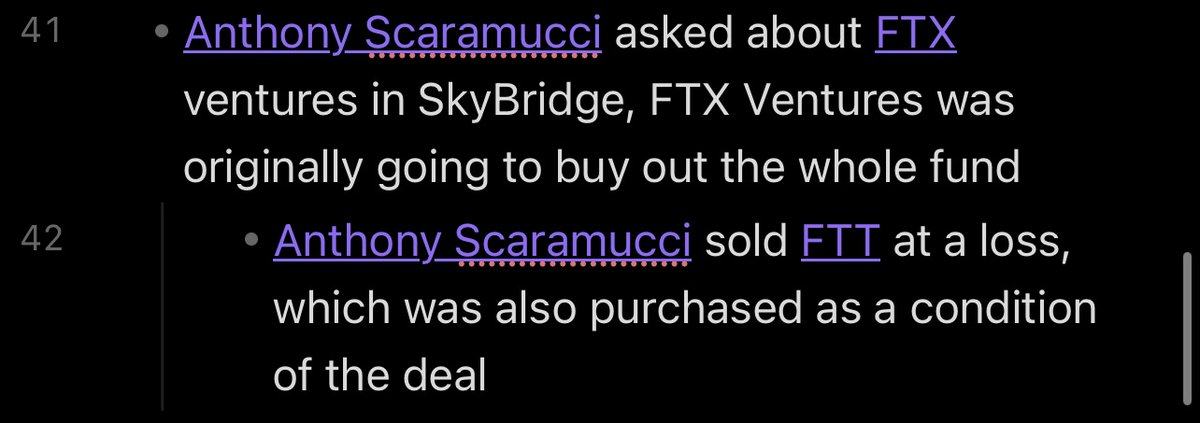 41 • Anthony Scaramucci asked about FTX
ventures in SkyBridge, FTX Ventures was
originally going to buy out the whole fund
42 • Anthony Scaramucci sold FTT at a loss,
which was also purchased as a condition
of the deal